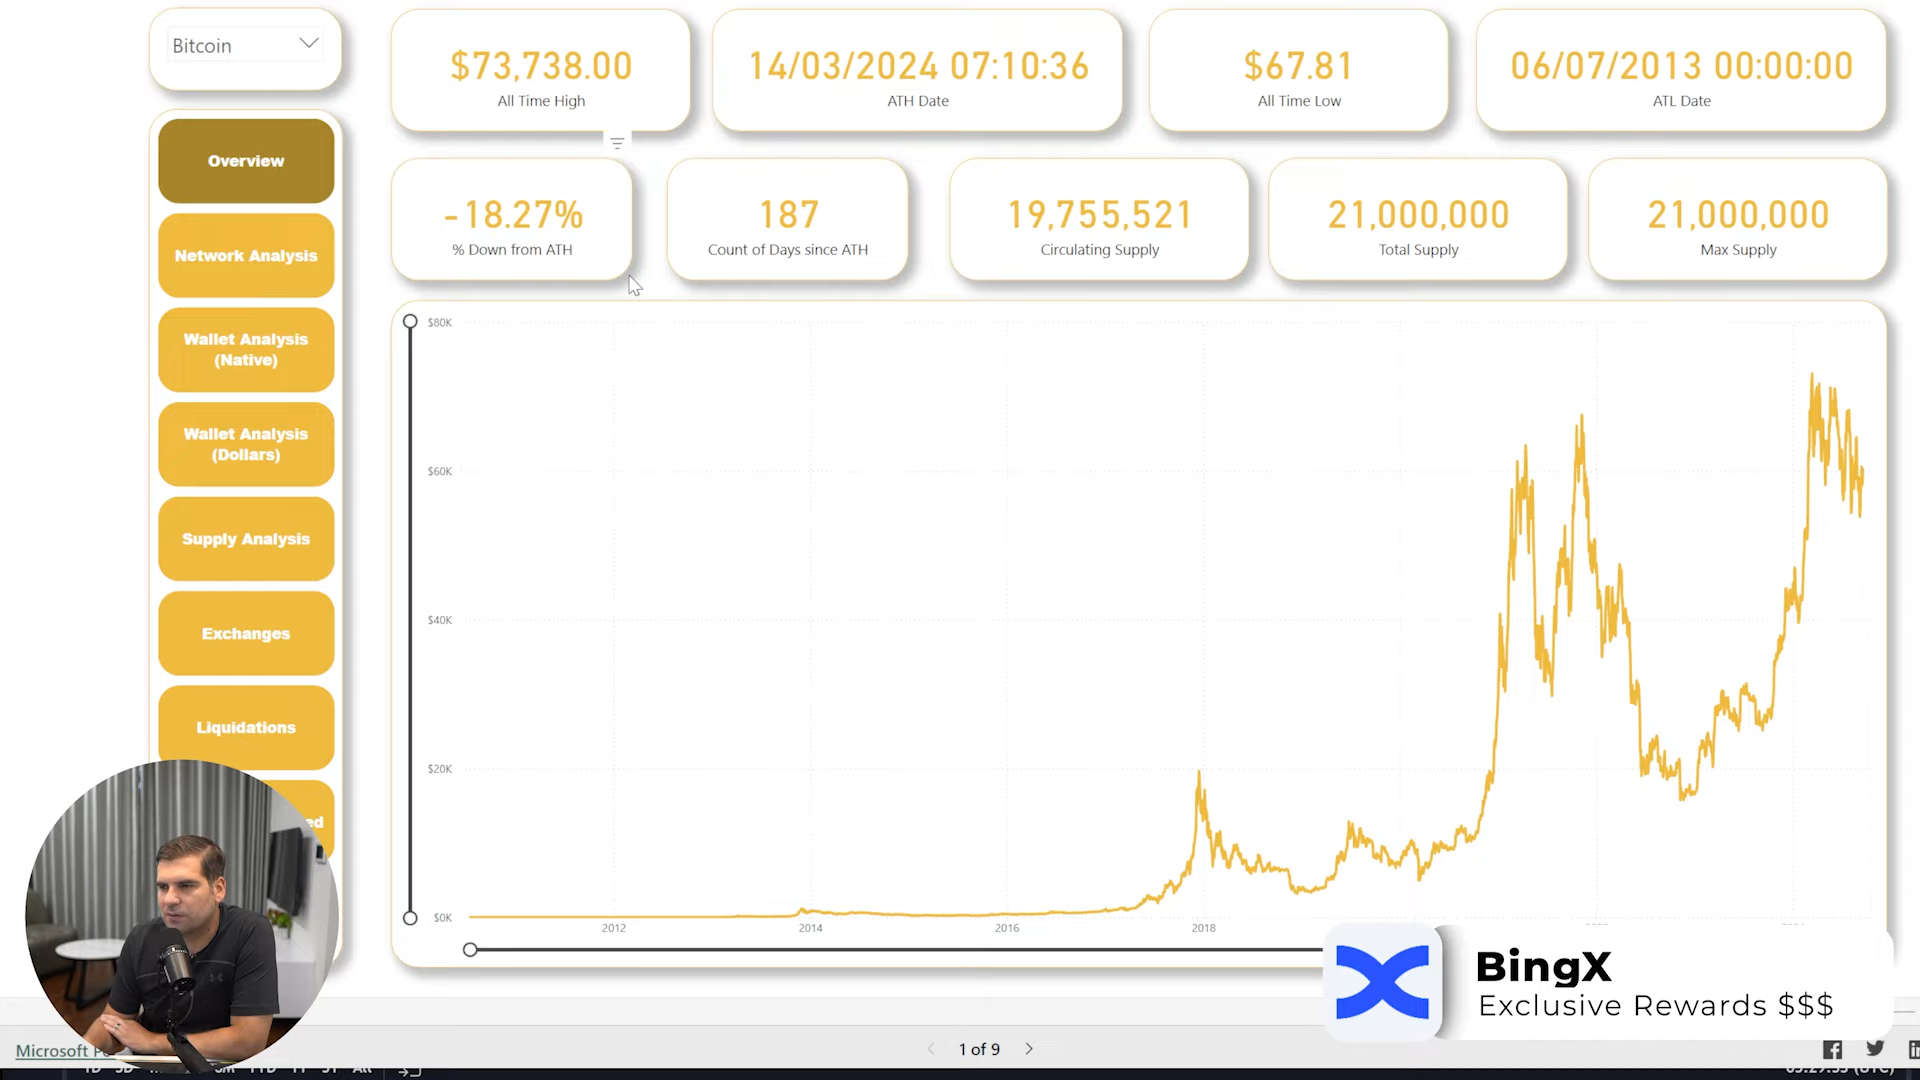 Bitcoin
$73,738.00
All Time High
14/03/2024 07:10:36
ATH Date
$67.81
All Time Low
06/07/2013 00:00:00
ATL Date
-18.27%
% Down from ATH
187
Count of Days since ATH
19,755,521
Circulating Supply
21,000,000
Total Supply
21,000,000
Max Supply
Overview
Network Analysis
Wallet Analysis
(Native)
Wallet Analysis
(Dollars)
Supply Analysis
Exchanges
Liquidations
$80K
$60K
$40K
$20K
$0K
2012
2014
2016
2018
BingX
Exclusive Rewards $$$
Microsoft
1 of 9